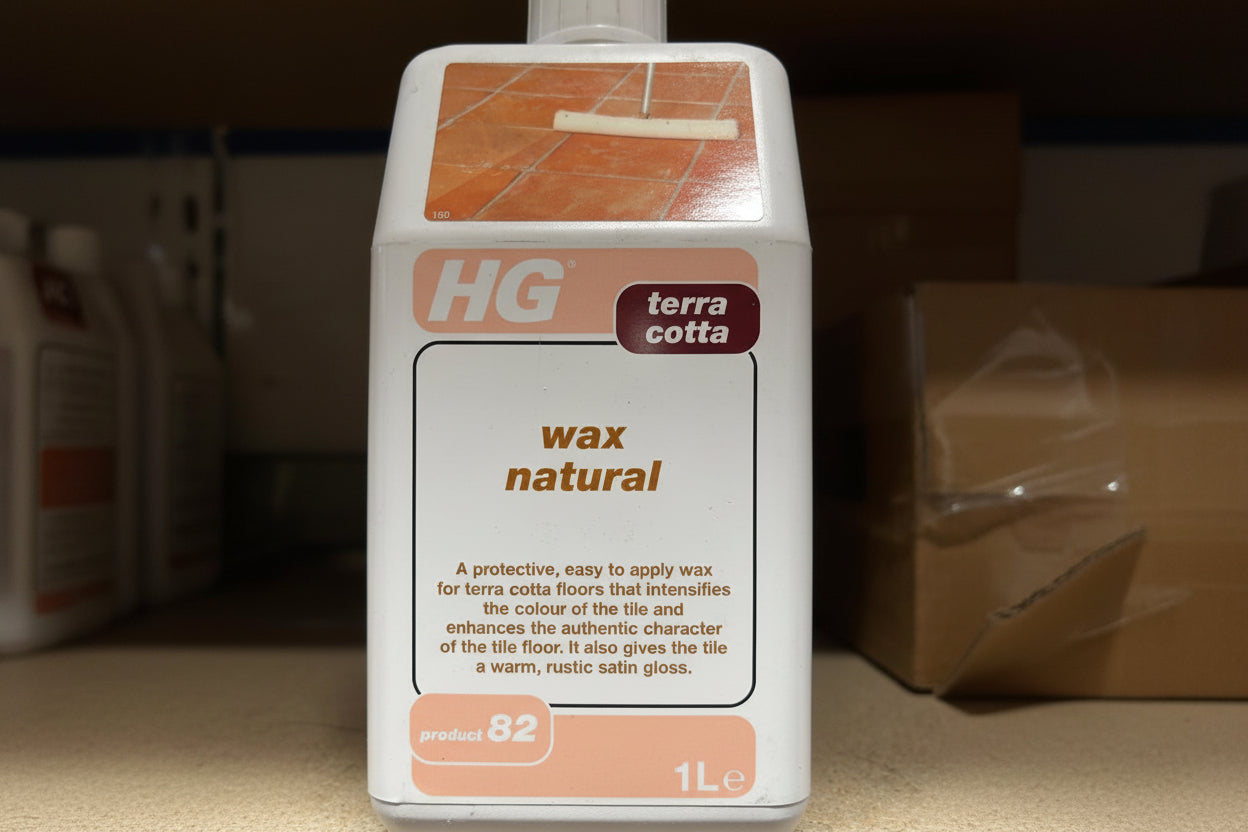 160
HG®
terra
cotta
wax
natural
A protective, easy to apply wax
for terra cotta floors that intensifies
the colour of the tile and
enhances the authentic character
of the tile floor. It also gives the tile
a warm, rustic satin gloss.
product 82
1L℮